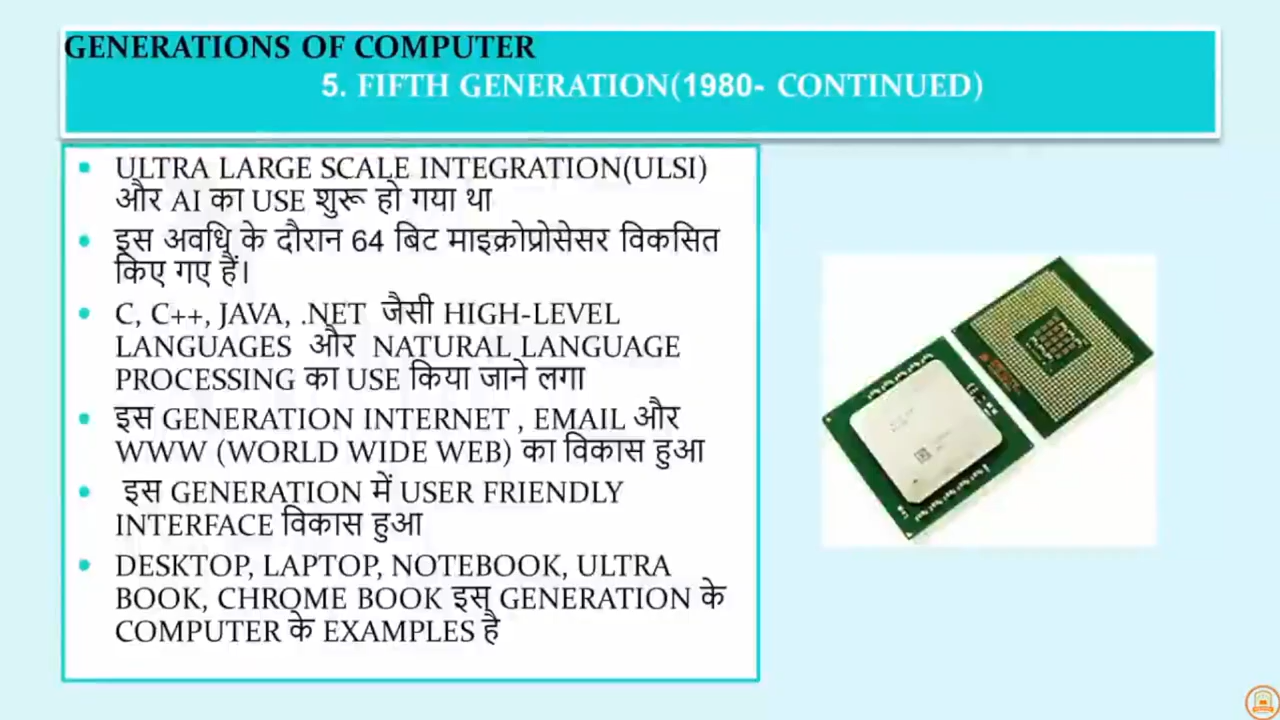 GENERATIONS OF COMPUTER
5. FIFTH GENERATION(1980- CONTINUED)
• ULTRA LARGE SCALE INTEGRATION(ULSI)
और AI का USE शुरू हो गया था
• इस अवधि के दौरान 64 बिट माइक्रोप्रोसेसर विकसित
किए गए हैं।
• C, C++, JAVA, .NET जैसी HIGH-LEVEL
LANGUAGES और NATURAL LANGUAGE
PROCESSING का USE किया जाने लगा
• इस GENERATION INTERNET , EMAIL और
WWW (WORLD WIDE WEB) का विकास हुआ
• इस GENERATION में USER FRIENDLY
INTERFACE विकास हुआ
• DESKTOP, LAPTOP, NOTEBOOK, ULTRA
BOOK, CHROME BOOK इस GENERATION के
COMPUTER के EXAMPLES है